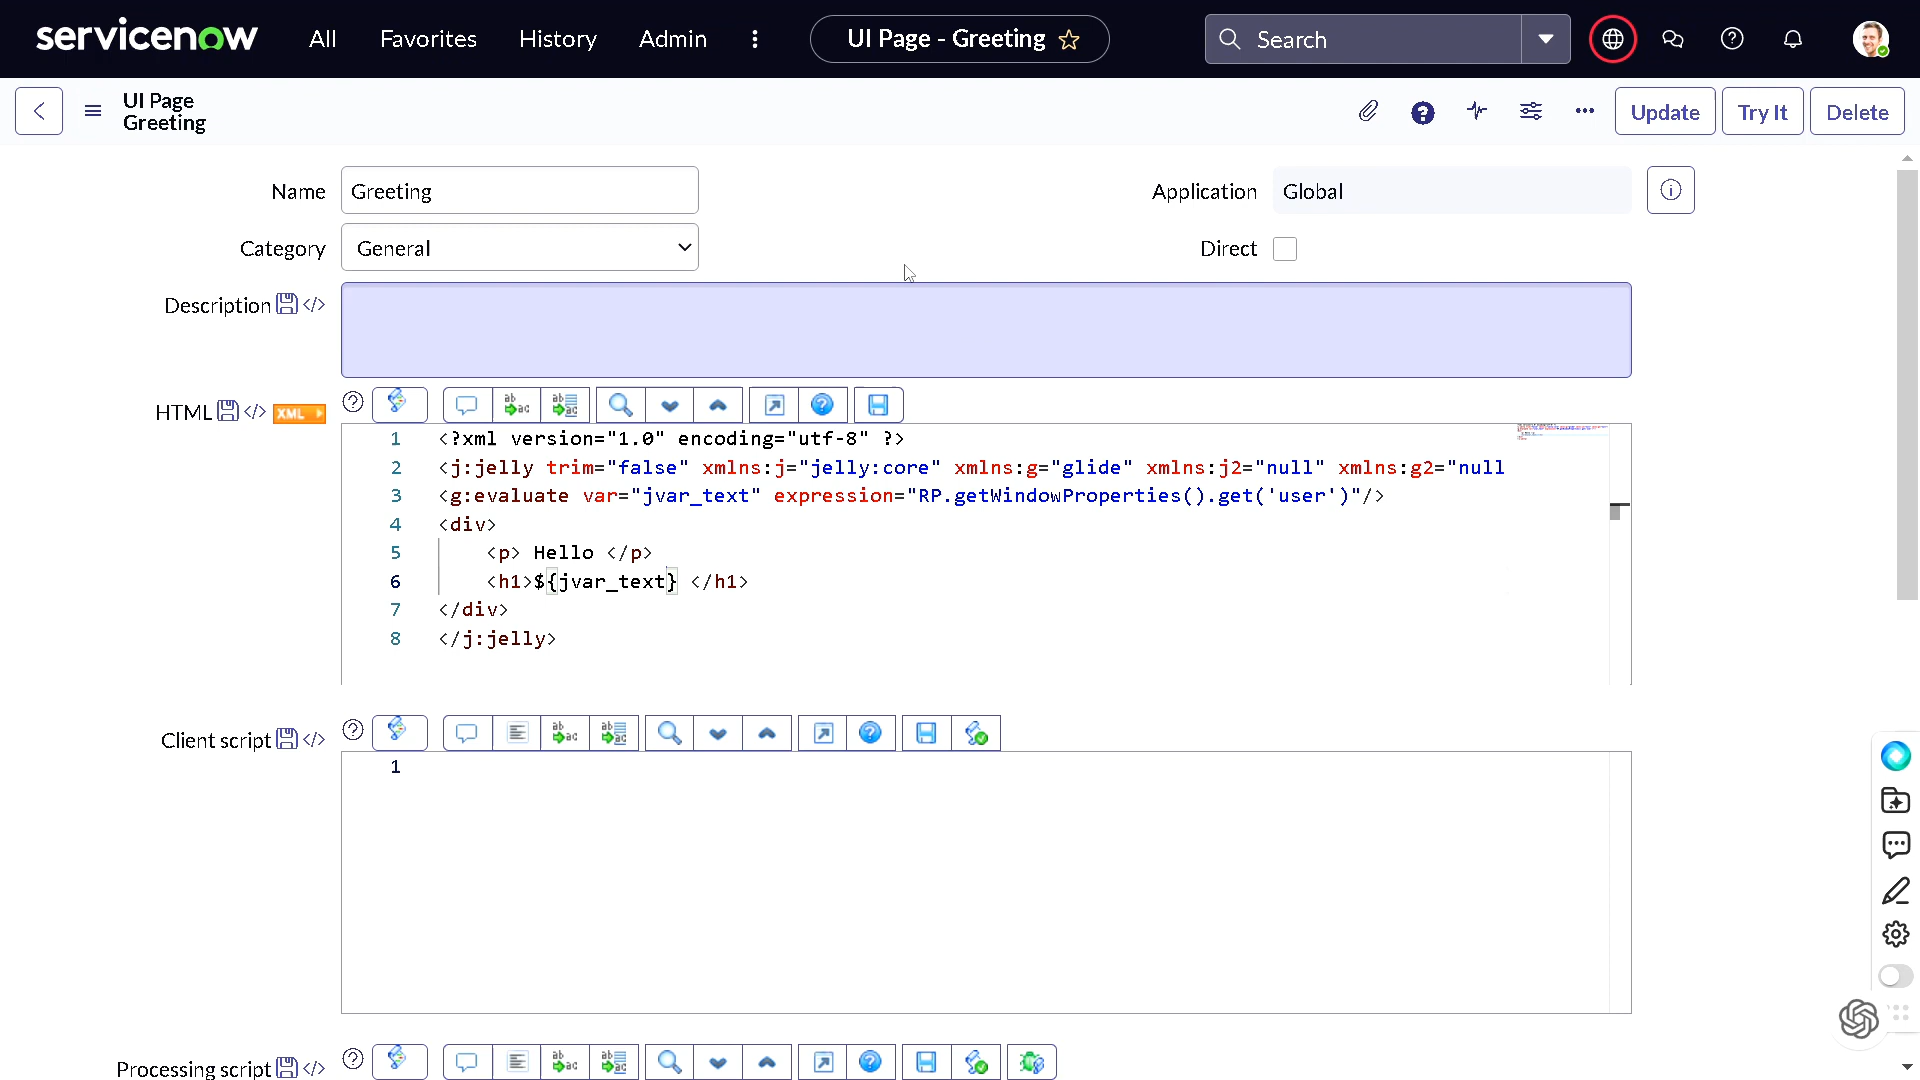 servicenow All Favorites History Admin UI Page - Greeting Search
UI Page
Greeting
Update Try It Delete
Name Greeting Application Global
Category General Direct
Description
HTML XML
1 <?xml version="1.0" encoding="utf-8" ?>
2 <j:jelly trim="false" xmlns:j="jelly:core" xmlns:g="glide" xmlns:j2="null" xmlns:g2="null
3 <g:evaluate var="jvar_text" expression="RP.getWindowProperties().get('user')"/>
4 <div>
5 <p> Hello </p>
6 <h1>${jvar_text} </h1>
7 </div>
8 </j:jelly>
Client script
1
Processing script